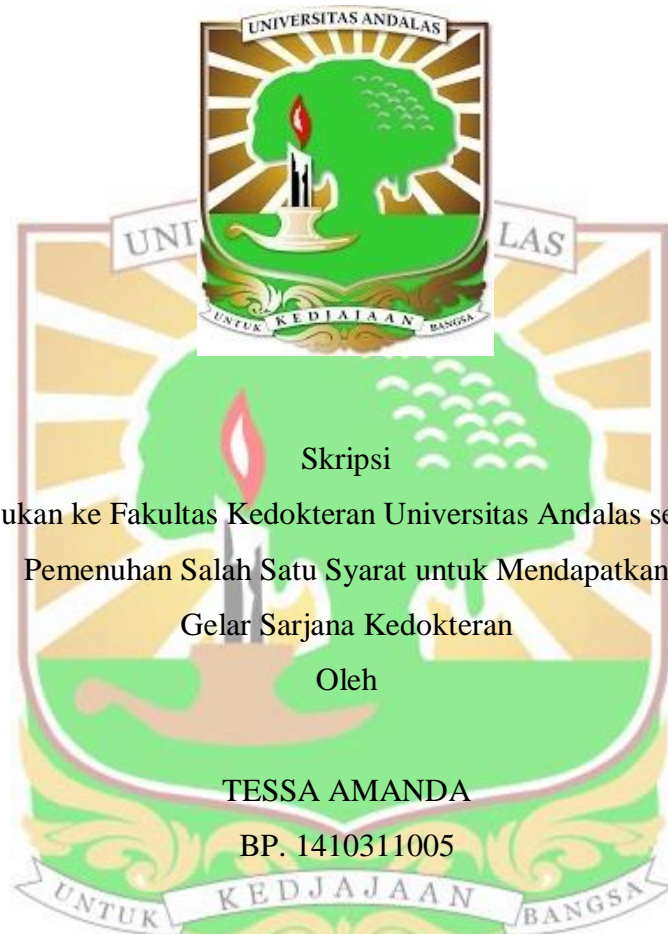 UNIVERSITAS ANDALAS
UNTUK KEDJAJAAN BANGSA
UNI LAS
Skripsi
ukan ke Fakultas Kedokteran Universitas Andalas se
Pemenuhan Salah Satu Syarat untuk Mendapatkan
Gelar Sarjana Kedokteran
Oleh
TESSA AMANDA
BP. 1410311005
UNTUK KEDJAJAAN BANGSA